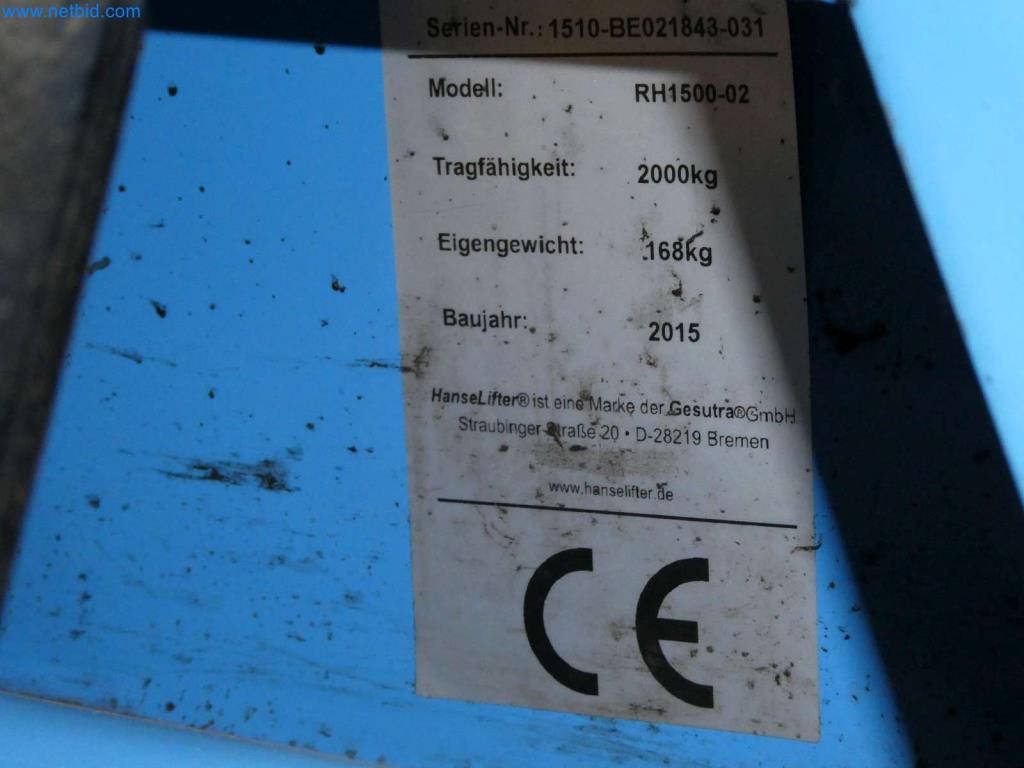 www.netbid.com
Serien-Nr.: 1510-BE021843-031
Modell: RH1500-02
Tragfähigkeit: 2000kg
Eigengewicht: 168kg
Baujahr: 2015
HanseLifter® ist eine Marke der Gesutra®GmbH
Straubinger Straße 20 • D-28219 Bremen
www.hanselifter.de
CE